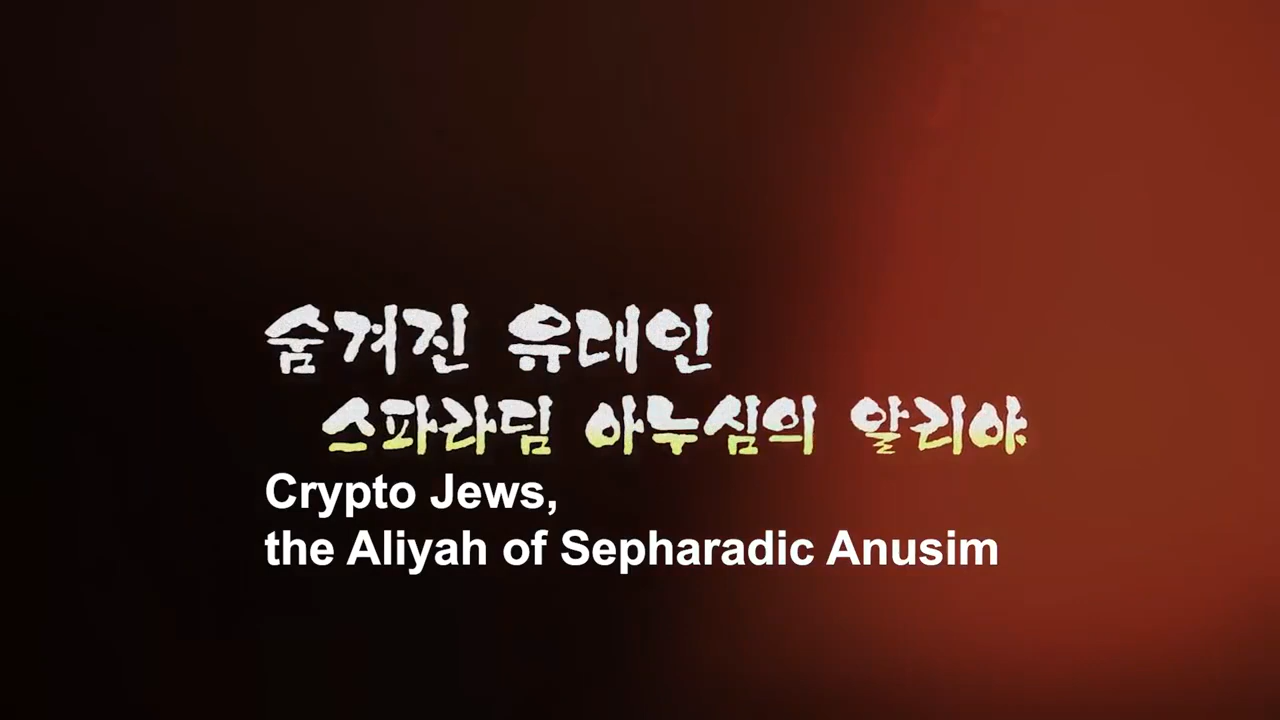 숨겨진 유대인
스파라딤 아누심의 알리야
Crypto Jews,
the Aliyah of Sepharadic Anusim